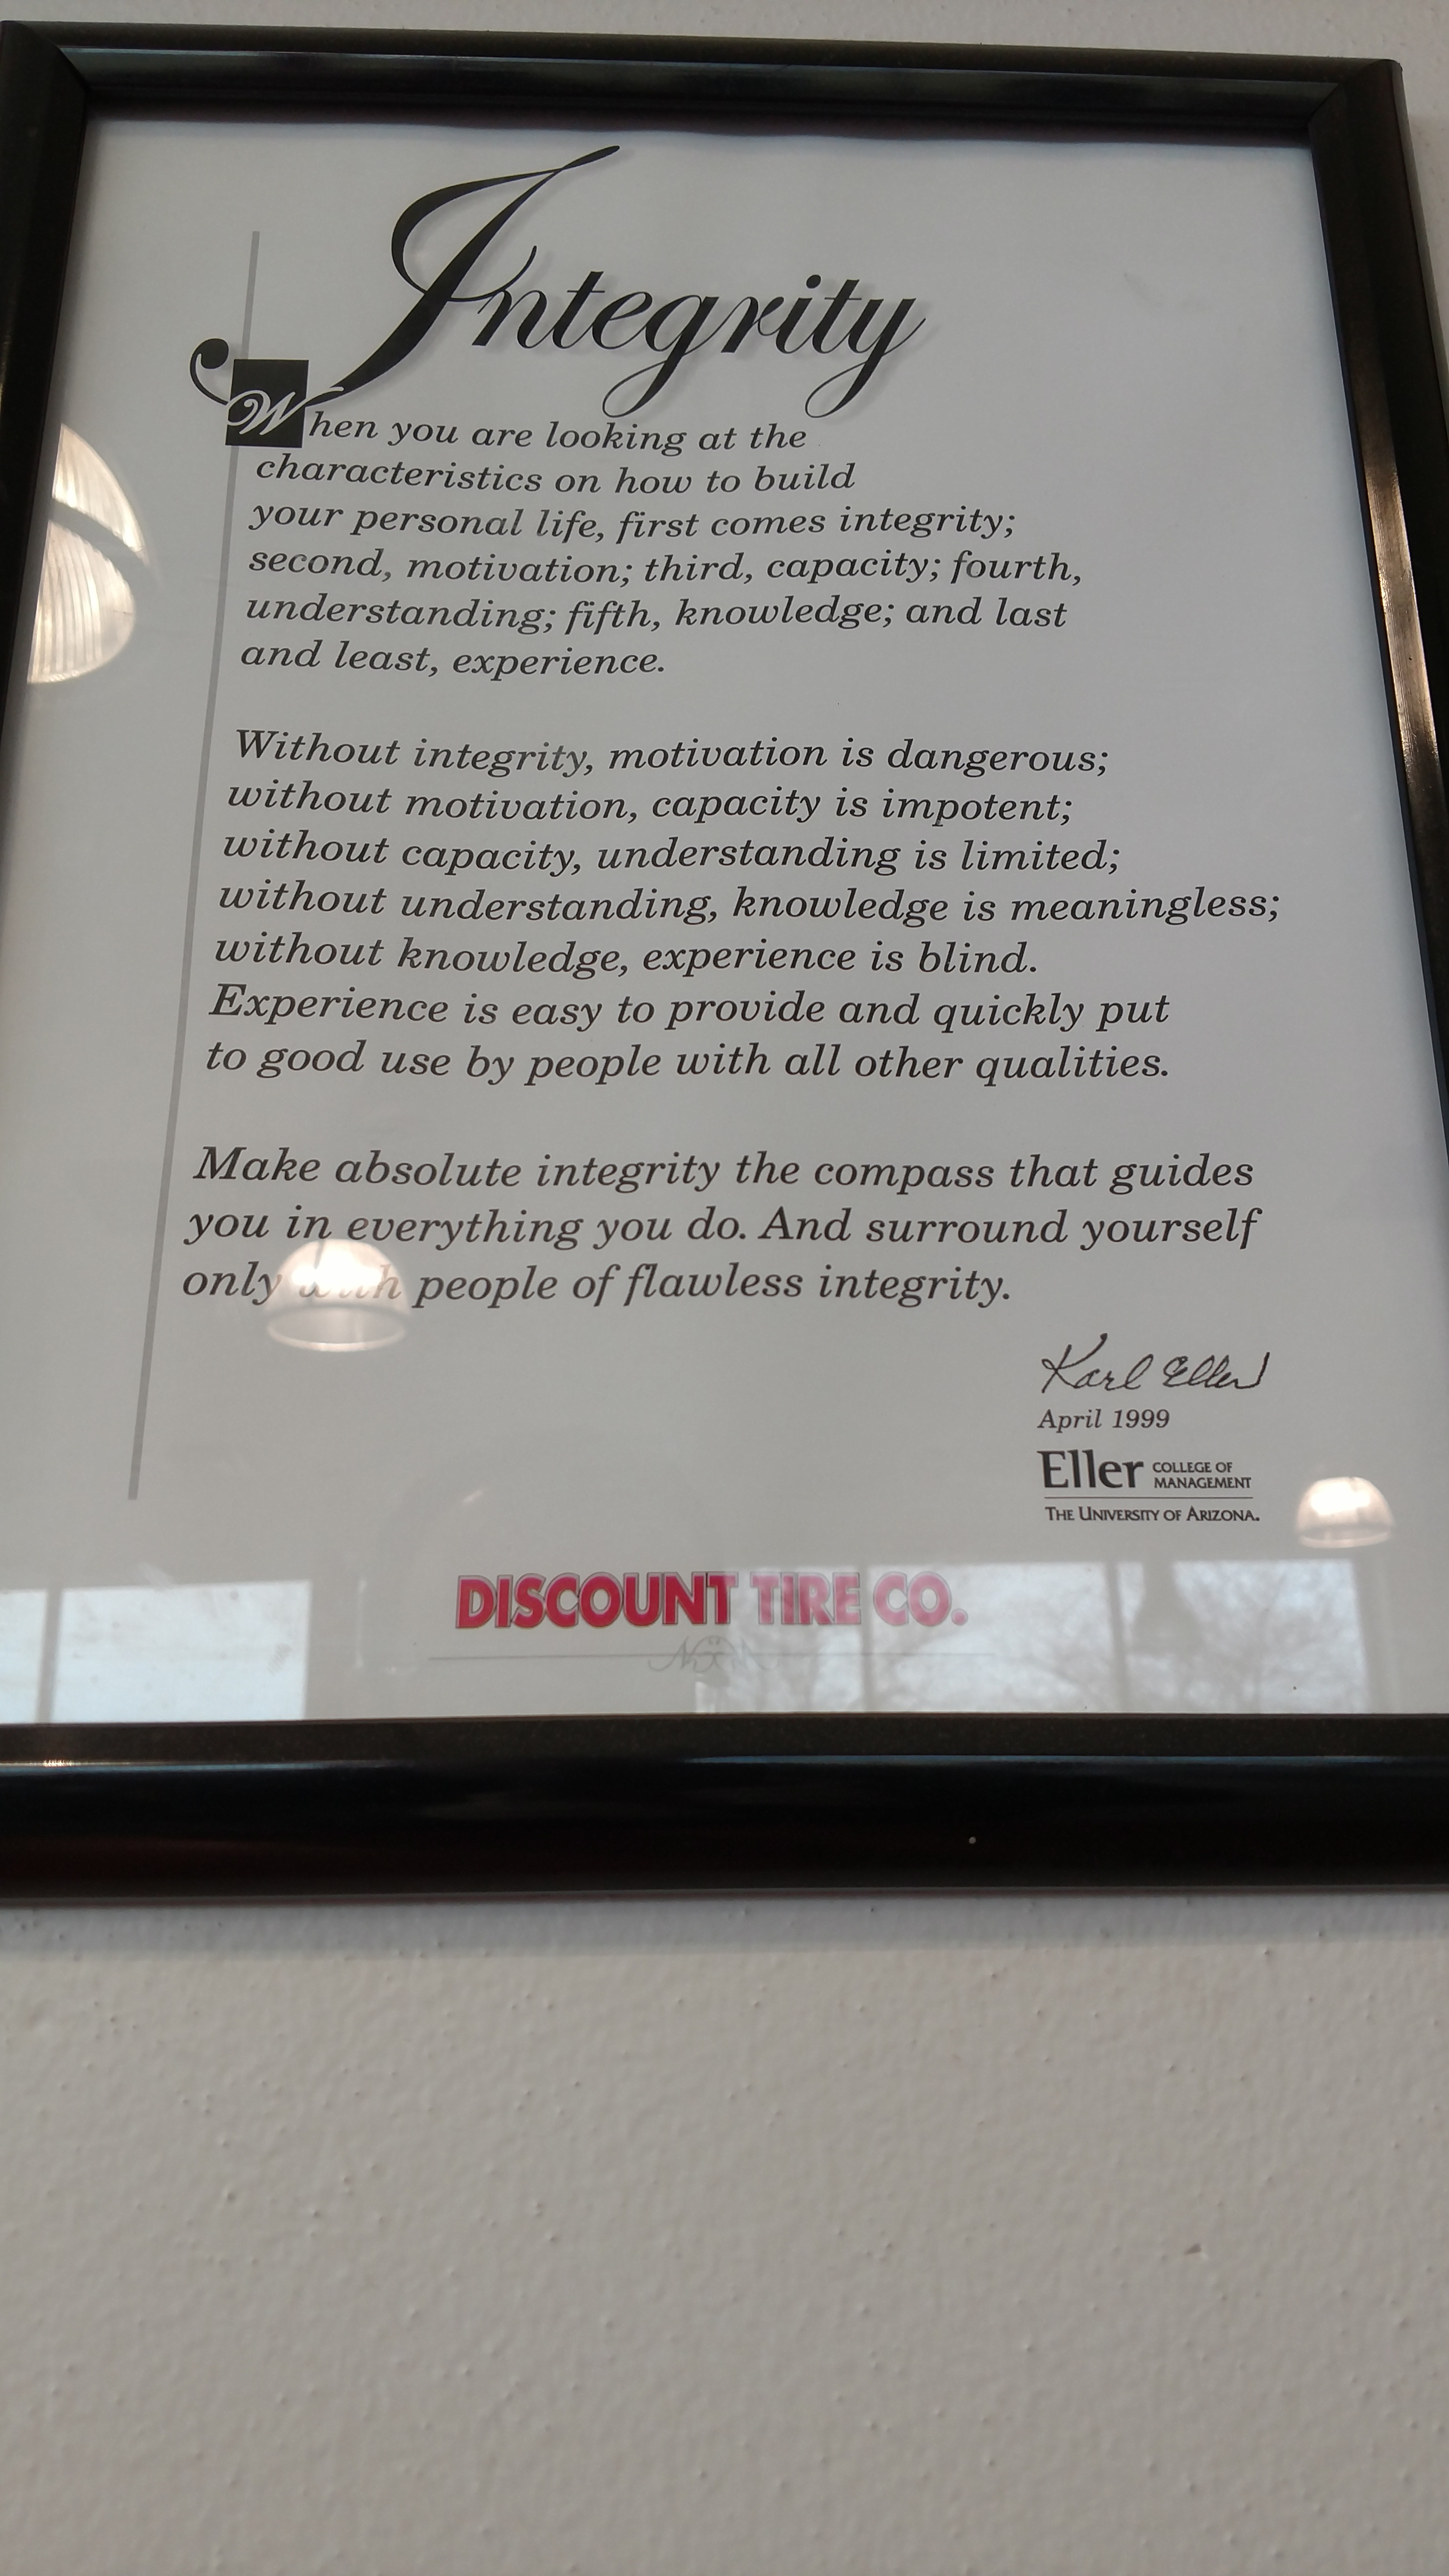 Integrity
When you are looking at the
characteristics on how to build
your personal life, first comes integrity;
second, motivation; third, capacity; fourth,
understanding; fifth, knowledge; and last
and least, experience.
Without integrity, motivation is dangerous;
without motivation, capacity is impotent;
without capacity, understanding is limited;
without understanding, knowledge is meaningless;
without knowledge, experience is blind.
Experience is easy to provide and quickly put
to good use by people with all other qualities.
Make absolute integrity the compass that guides
you in everything you do. And surround yourself
only with people of flawless integrity.
Karl Eller
April 1999
Eller COLLEGE OF
MANAGEMENT
THE UNIVERSITY OF ARIZONA.
DISCOUNT TIRE CO.